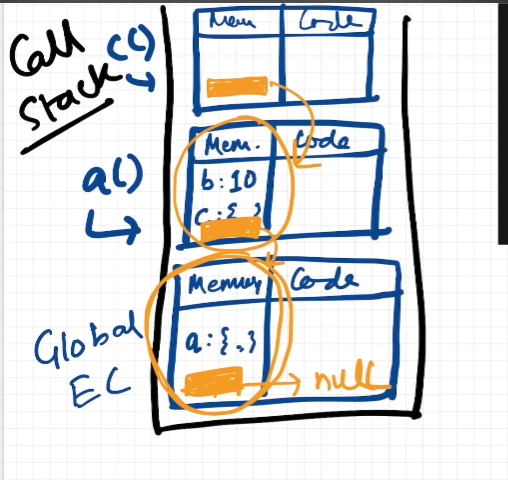 Call
Stack
c()
Mem Code
a()
Mem. Code
b:10
c:{ }
Global
EC
Memory Code
a:{.}
null